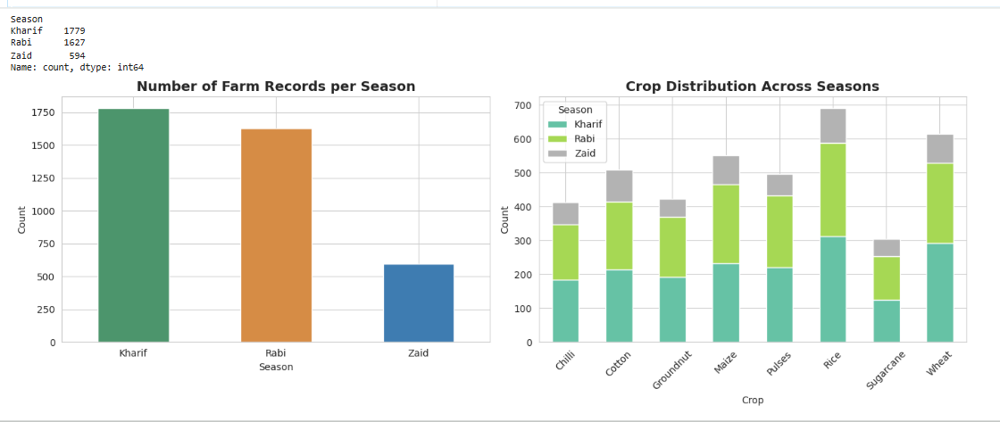 Season
Kharif    1779
Rabi      1627
Zaid       594
Name: count, dtype: int64
Number of Farm Records per Season
1750
1500
1250
1000
750
500
250
0
Count
Kharif
Rabi
Zaid
Season
Crop Distribution Across Seasons
Season
Kharif
Rabi
Zaid
700
600
500
400
300
200
100
0
Count
Chilli
Cotton
Groundnut
Maize
Pulses
Rice
Sugarcane
Wheat
Crop